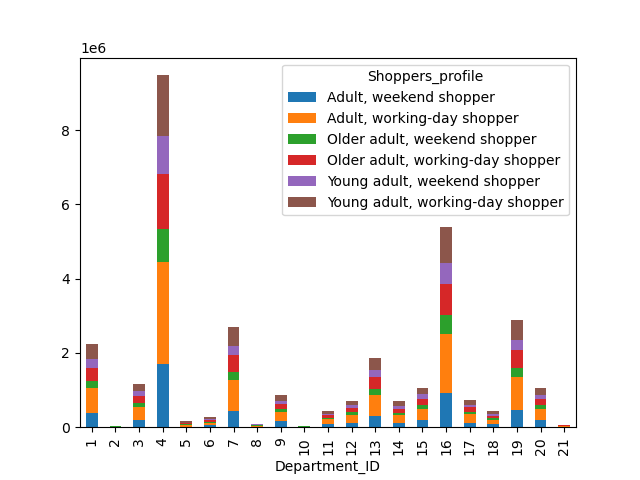 1e6
8
6
4
2
0
Shoppers_profile
Adult, weekend shopper
Adult, working-day shopper
Older adult, weekend shopper
Older adult, working-day shopper
Young adult, weekend shopper
Young adult, working-day shopper
1 2 3 4 5 6 7 8 9 10 11 12 13 14 15 16 17 18 19 20 21
Department_ID